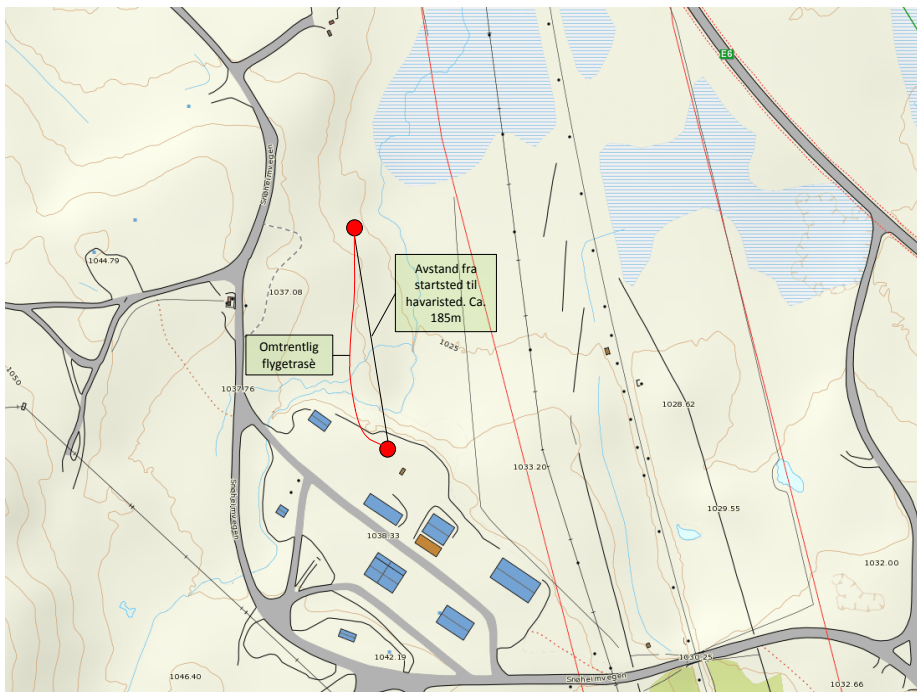 E6
Snøheimvegen
1044.79
1037.08
Avstand fra
startsted til
havaristed. Ca.
185m
Omtrentlig
flygetrasè
1025
1050
1037.76
1028.62
1033.20
Snøheimvegen
1029.55
1038.33
1032.00
1042.19
1030.25
1046.40
Snøheimvegen
1032.66